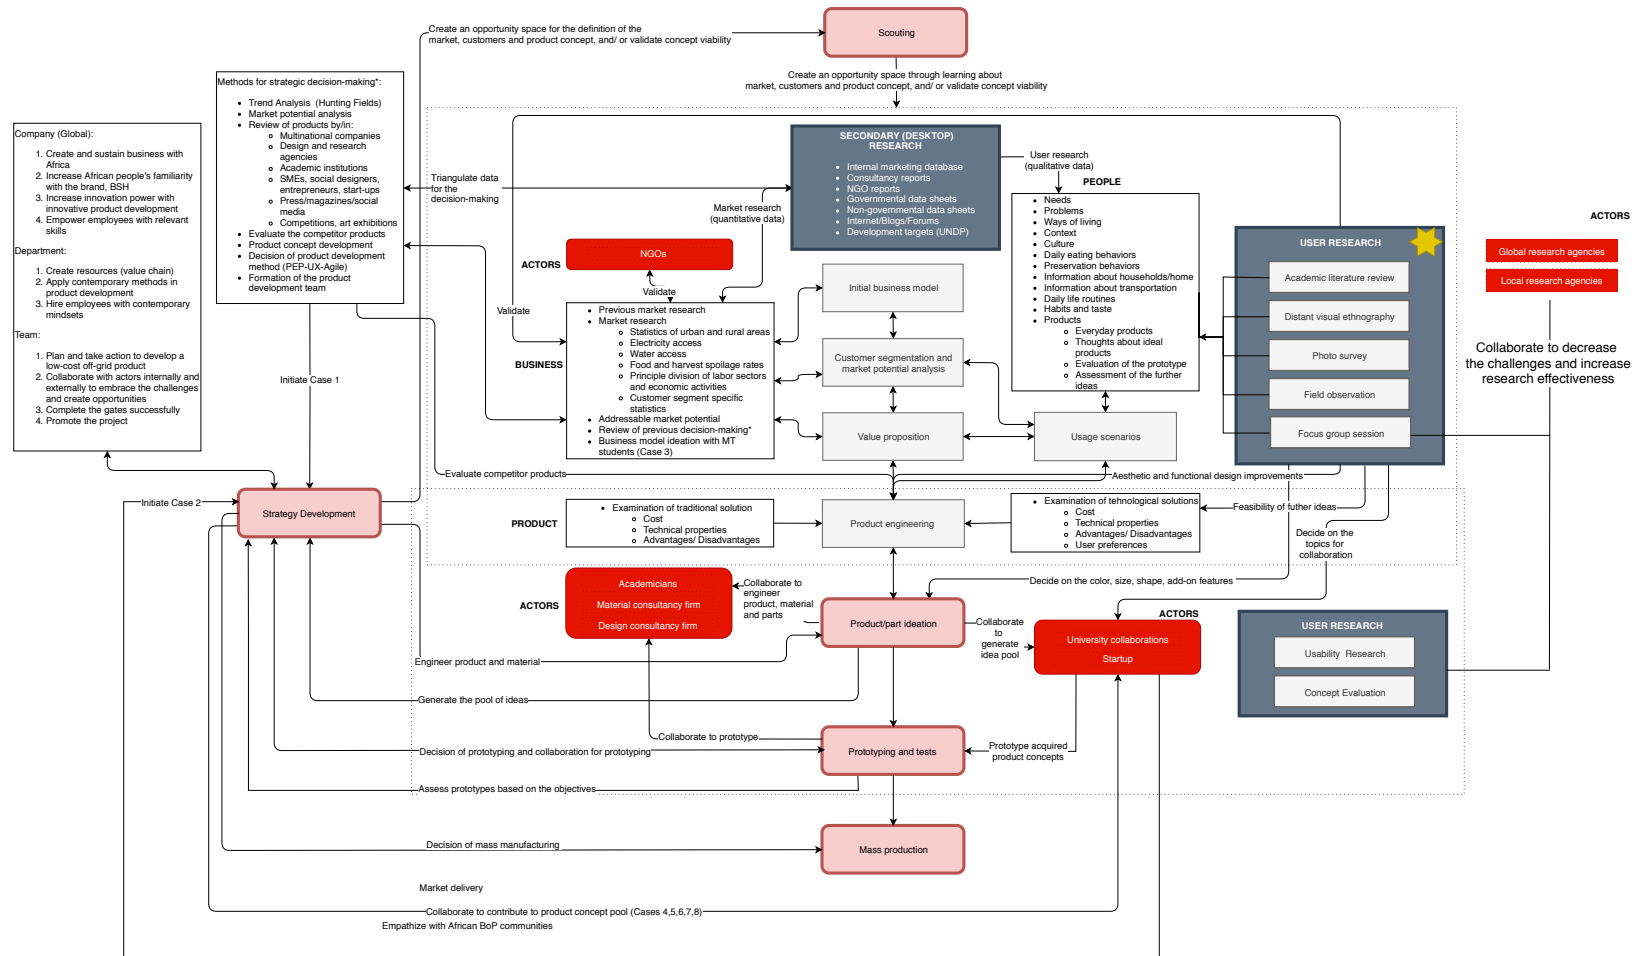 Create an opportunity space for the definition of the
market, customers and product concept, and/ or validate concept viability
Scouting
Create an opportunity space through learning about
market, customers and product concept, and/ or validate concept viability
Methods for strategic decision-making*:
• Trend Analysis (Hunting Fields)
• Market potential analysis
• Review of products by/in:
Multinational companies
Design and research
agencies
Academic institutions
SMEs, social designers,
entrepreneurs, start-ups
Press/magazines/social
media
Competitions, art exhibitions
• Evaluate the competitor products
• Product concept development
• Decision of product development
method (PEP-UX-Agile)
• Formation of the product
development team
Company (Global):
1. Create and sustain business with
Africa
2. Increase African people's familiarity
with the brand, BSH
3. Increase innovation power with
innovative product development
4. Empower employees with relevant
skills
Department:
1. Create resources (value chain)
2. Apply contemporary methods in
product development
3. Hire employees with contemporary
mindsets
Team:
1. Plan and take action to develop a
low-cost off-grid product
2. Collaborate with actors internally and
externally to embrace the challenges
and create opportunities
3. Complete the gates successfully
4. Promote the project
Triangulate data
for the
decision-making
SECONDARY (DESKTOP)
RESEARCH
• Internal marketing database
• Consultancy reports
• NGO reports
• Governmental data sheets
• Non-governmental data sheets
• Internet/Blogs/Forums
• Development targets (UNDP)
User research
(qualitative data)
Market research
(quantitative data)
PEOPLE
• Needs
• Problems
• Ways of living
• Context
• Culture
• Daily eating behaviors
• Preservation behaviors
• Information about households/home
• Information about transportation
• Daily life routines
• Habits and taste
• Products
Everyday products
Thoughts about ideal
products
Evaluation of the prototype
Assessment of the further
ideas
ACTORS
NGOs
Validate
Validate
BUSINESS
• Previous market research
• Market research
Statistics of urban and rural areas
Electricity access
Water access
Food and harvest spoilage rates
Principle division of labor sectors
and economic activities
Customer segment specific
statistics
• Addressable market potential
• Review of previous decision-making*
• Business model ideation with MT
students (Case 3)
Initial business model
Customer segmentation and
market potential analysis
Value proposition
Usage scenarios
USER RESEARCH
Academic literature review
Distant visual ethnography
Photo survey
Field observation
Focus group session
ACTORS
Global research agencies
Local research agencies
Collaborate to decrease
the challenges and increase
research effectiveness
Initiate Case 1
Evaluate competitor products
Aesthetic and functional design improvements
Initiate Case 2
Strategy Development
PRODUCT
• Examination of traditional solution
Cost
Technical properties
Advantages/ Disadvantages
Product engineering
• Examination of tehnological solutions
Cost
Technical properties
Advantages/ Disadvantages
User preferences
Feasibility of futher ideas
Decide on the
topics for
collaboration
Decide on the color, size, shape, add-on features
ACTORS
Academicians
Material consultancy firm
Design consultancy firm
Collaborate to
engineer
product, material
and parts
Product/part ideation
Collaborate
to
generate
idea pool
ACTORS
University collaborations
Startup
USER RESEARCH
Usability Research
Concept Evaluation
Engineer product and material
Generate the pool of ideas
Collaborate to prototype
Decision of prototyping and collaboration for prototyping
Prototyping and tests
Prototype acquired
product concepts
Assess prototypes based on the objectives
Decision of mass manufacturing
Mass production
Market delivery
Collaborate to contribute to product concept pool (Cases 4,5,6,7,8)
Empathize with African BoP communities